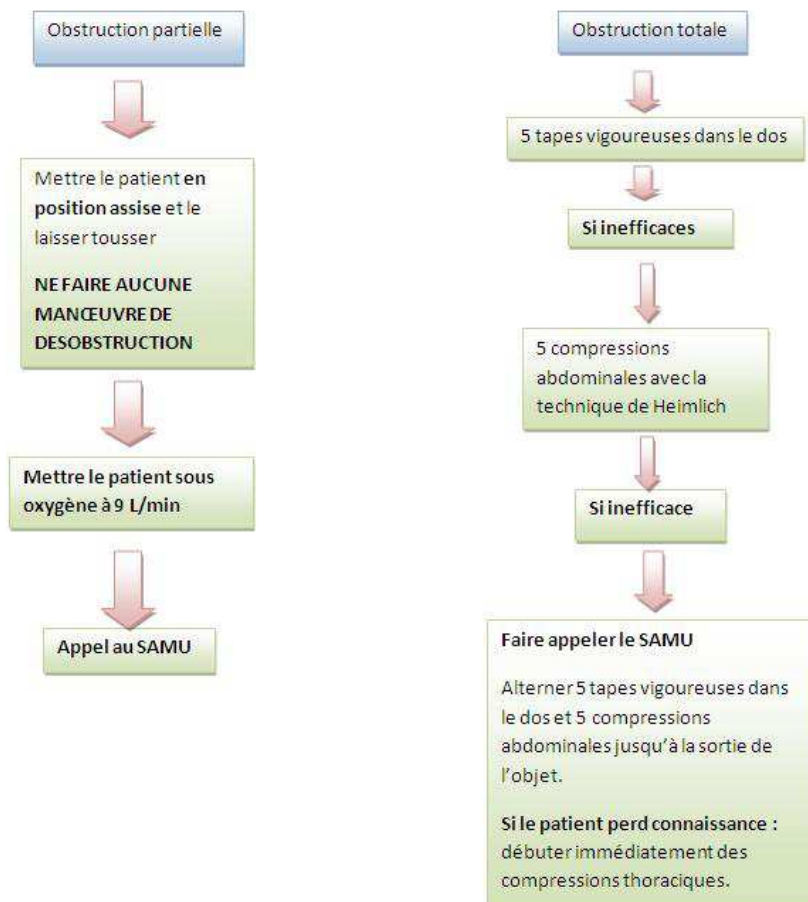 Obstruction partielle
Mettre le patient en
position assise et le
laisser tousser
NE FAIRE AUCUNE
MANŒUVRE DE
DESOBSTRUCTION
Mettre le patient sous
oxygène à 9 L/min
Appel au SAMU
Obstruction totale
5 tapes vigoureuses dans le dos
Si inefficaces
5 compressions
abdominales avec la
technique de Heimlich
Si inefficace
Faire appeler le SAMU
Alterner 5 tapes vigoureuses dans
le dos et 5 compressions
abdominales jusqu'à la sortie de
l'objet.
Si le patient perd connaissance :
débuter immédiatement des
compressions thoraciques.